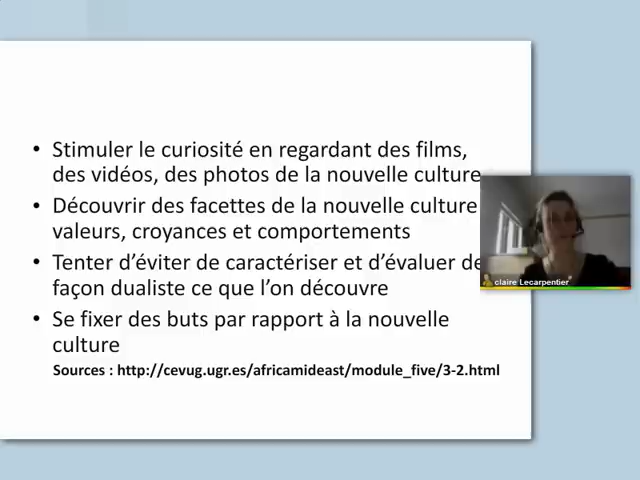 • Stimuler le curiosité en regardant des films,
des vidéos, des photos de la nouvelle culture
• Découvrir des facettes de la nouvelle culture
valeurs, croyances et comportements
• Tenter d'éviter de caractériser et d'évaluer de
façon dualiste ce que l'on découvre
• Se fixer des buts par rapport à la nouvelle
culture
Sources : http://cevug.ugr.es/africamideast/module_five/3-2.html
claire Lecarpentier